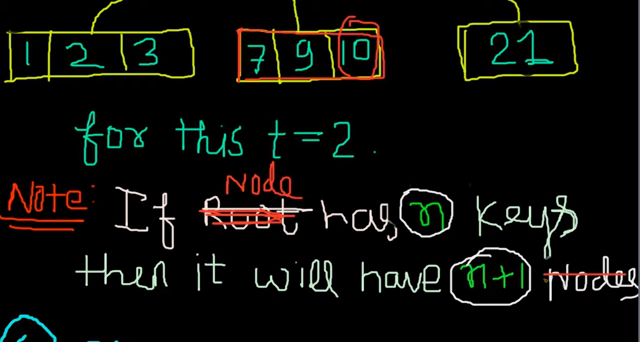 1 2 3 7 9 10 21
for this t=2.
Node
Note: If Root has n keys
then it will have n+1 Nodes